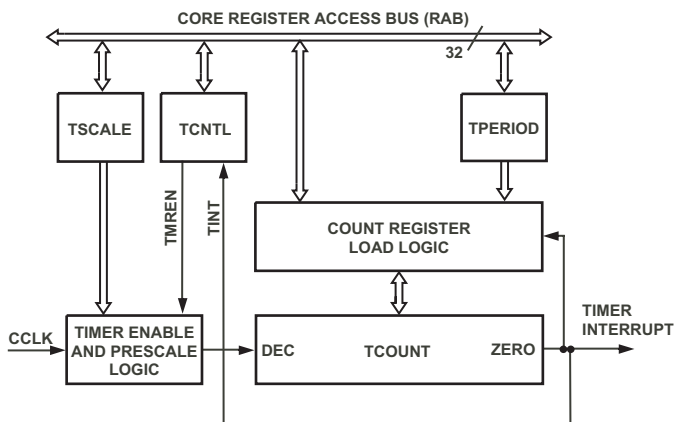 CORE REGISTER ACCESS BUS (RAB)
32
TSCALE
TCNTL
TPERIOD
TMREN
TINT
COUNT REGISTER
LOAD LOGIC
CCLK
TIMER ENABLE
AND PRESCALE
LOGIC
DEC
TCOUNT
ZERO
TIMER
INTERRUPT